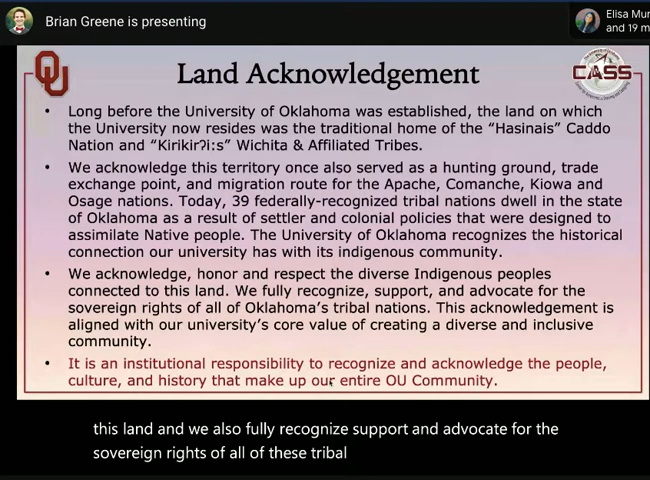 Brian Greene is presenting
Elisa Mur
and 19 m
OU
Land Acknowledgement
CASS
• Long before the University of Oklahoma was established, the land on which
the University now resides was the traditional home of the "Hasinais" Caddo
Nation and "Kirikirʔi:s" Wichita & Affiliated Tribes.
• We acknowledge this territory once also served as a hunting ground, trade
exchange point, and migration route for the Apache, Comanche, Kiowa and
Osage nations. Today, 39 federally-recognized tribal nations dwell in the state
of Oklahoma as a result of settler and colonial policies that were designed to
assimilate Native people. The University of Oklahoma recognizes the historical
connection our university has with its indigenous community.
• We acknowledge, honor and respect the diverse Indigenous peoples
connected to this land. We fully recognize, support, and advocate for the
sovereign rights of all of Oklahoma's tribal nations. This acknowledgement is
aligned with our university's core value of creating a diverse and inclusive
community.
• It is an institutional responsibility to recognize and acknowledge the people,
culture, and history that make up our entire OU Community.
this land and we also fully recognize support and advocate for the
sovereign rights of all of these tribal